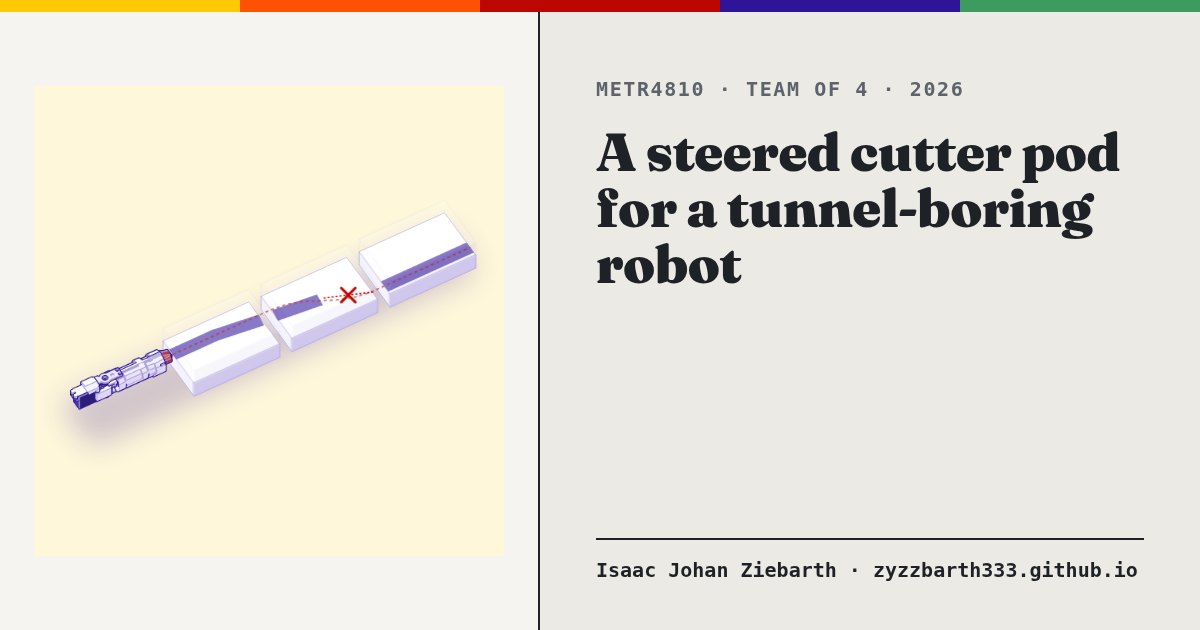 METR4810 · TEAM OF 4 · 2026
A steered cutter pod
for a tunnel-boring
robot
Isaac Johan Ziebarth · zyzzbarth333.github.io